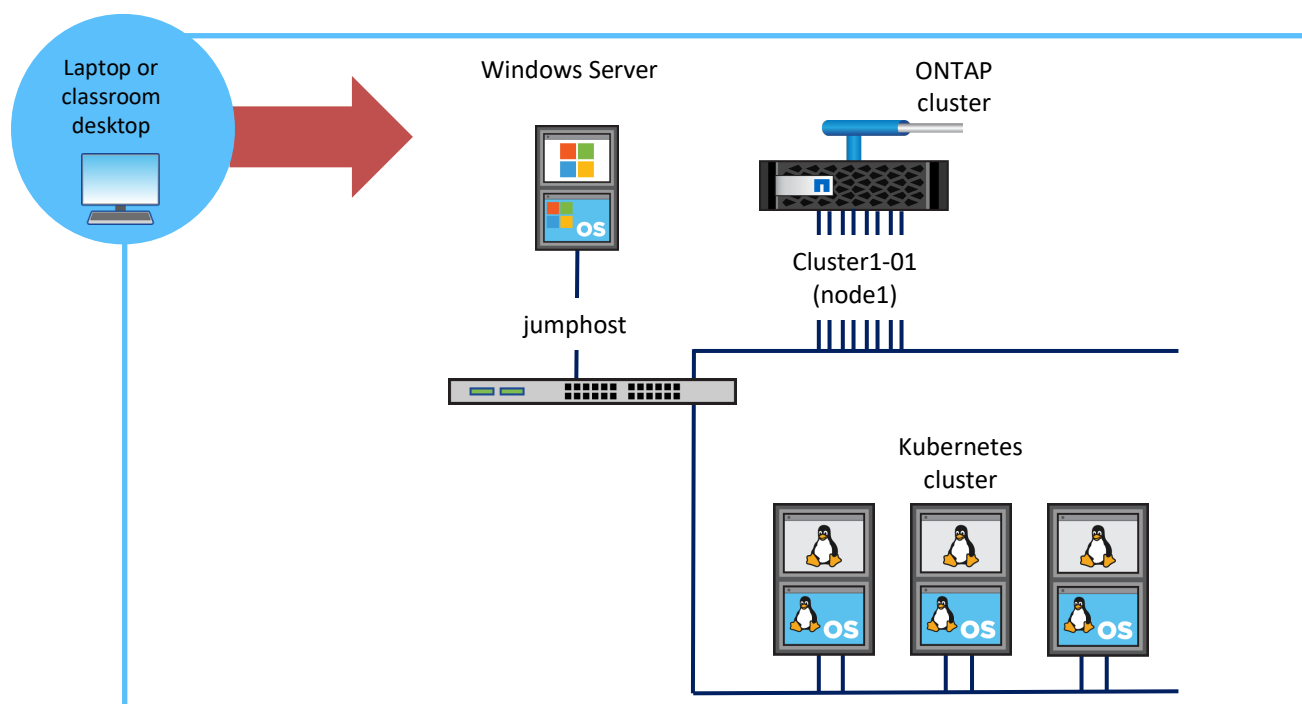 Laptop or
classroom
desktop
Windows Server
ONTAP
cluster
OS
Cluster1-01
(node1)
jumphost
Kubernetes
cluster
OS
OS
OS